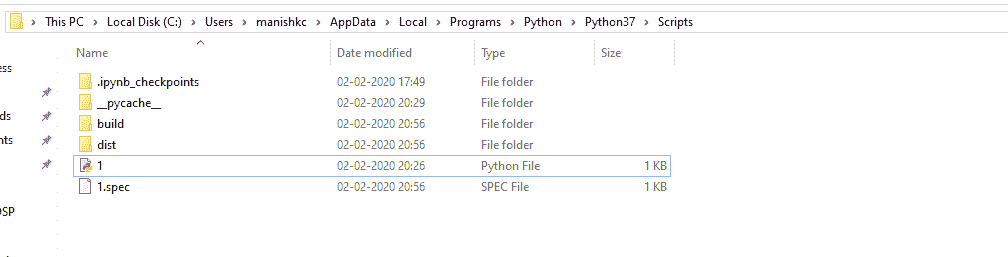 This PC > Local Disk (C:) > Users > manishkc > AppData > Local > Programs > Python > Python37 > Scripts
Name Date modified Type Size
.ipynb_checkpoints 02-02-2020 17:49 File folder
__pycache__ 02-02-2020 20:29 File folder
build 02-02-2020 20:56 File folder
dist 02-02-2020 20:56 File folder
1 02-02-2020 20:26 Python File 1 KB
1.spec 02-02-2020 20:56 SPEC File 1 KB
ess
ds
nts
OSP